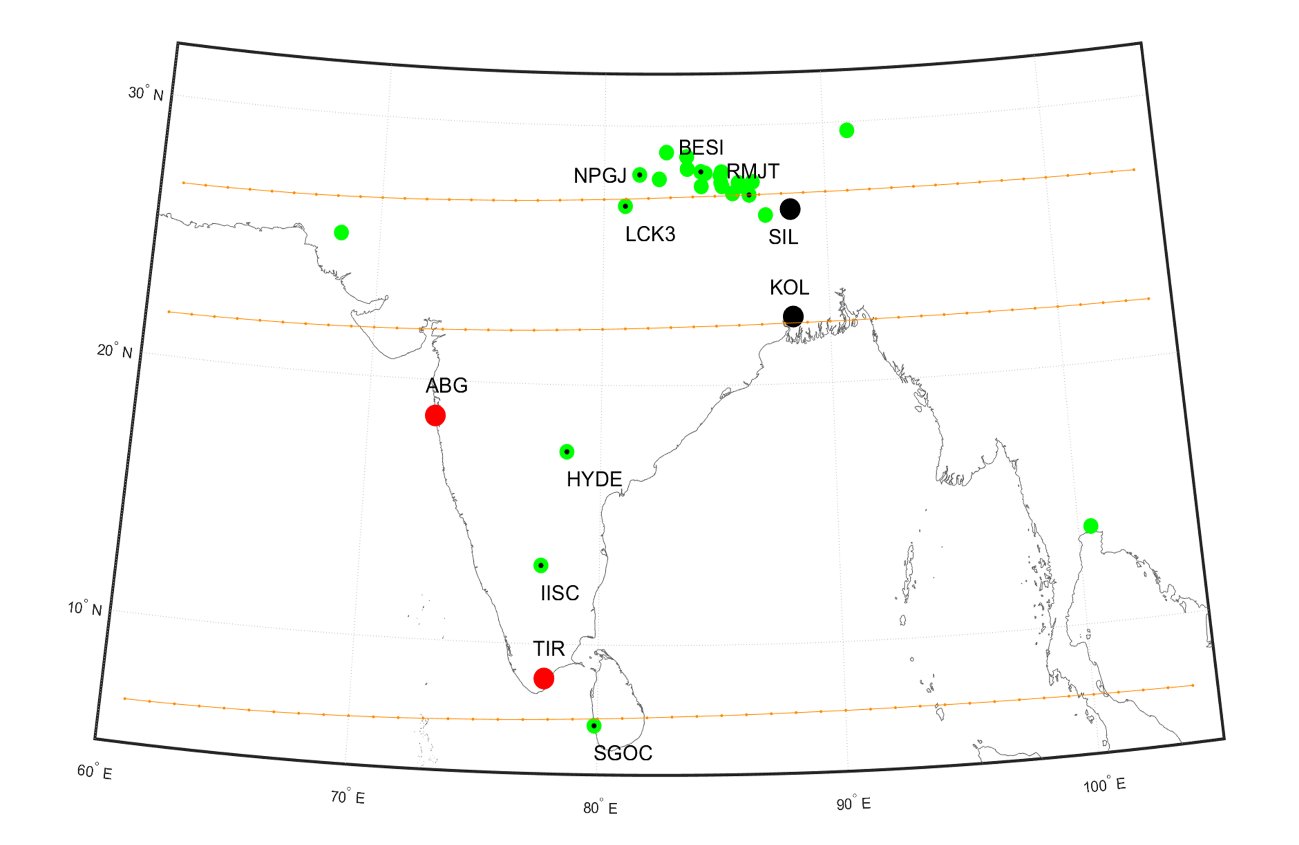 30° N
BESI
RMJT
NPGJ
LCK3
SIL
KOL
20° N
ABG
HYDE
IISC
10° N
TIR
SGOC
60° E
70° E
80° E
90° E
100° E